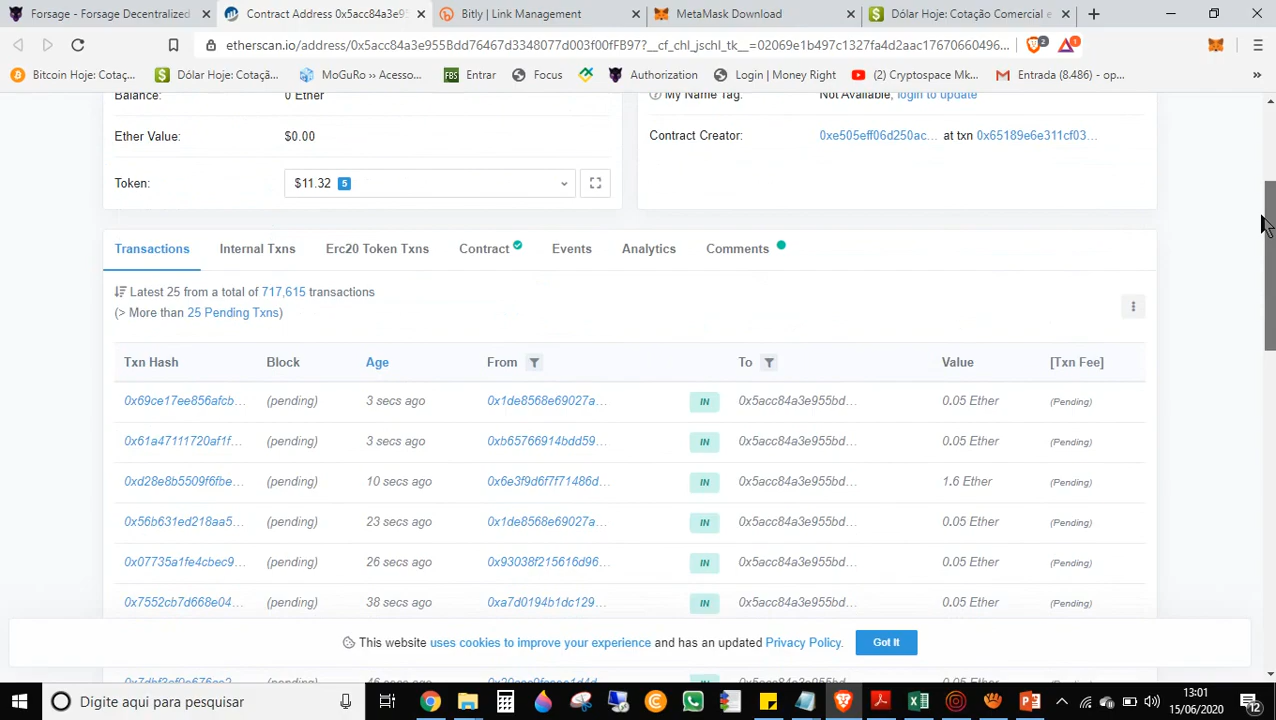 Forsage - Forsage Decentralized
Contract Address 0x5acc84a3e9
Bitly | Link Management
MetaMask Download
Dólar Hoje: Cotação Comercial e
etherscan.io/address/0x5acc84a3e955Bdd76467d3348077d003f00fFB97?__cf_chl_jschl_tk__=02069e1b497c1327fa4d2aac17670660496...
2
1
Bitcoin Hoje: Cotaç...
Dólar Hoje: Cotaçã...
MoGuRo ›› Acesso...
FBS Entrar
Focus
Authorization
Login | Money Right
(2) Cryptospace Mk...
Entrada (8.486) - op...
»
Balance: 0 Ether
My Name Tag: Not Available, login to update
Ether Value: $0.00
Contract Creator: 0xe505eff06d250ac... at txn 0x65189e6e311cf03...
Token: $11.32 5
Transactions Internal Txns Erc20 Token Txns Contract Events Analytics Comments
Latest 25 from a total of 717,615 transactions
(> More than 25 Pending Txns)
Txn Hash Block Age From To Value [Txn Fee]
0x69ce17ee856afcb... (pending) 3 secs ago 0x1de8568e69027a... IN 0x5acc84a3e955bd... 0.05 Ether (Pending)
0x61a47111720af1f... (pending) 3 secs ago 0xb65766914bdd59... IN 0x5acc84a3e955bd... 0.05 Ether (Pending)
0xd28e8b5509f6fbe... (pending) 10 secs ago 0x6e3f9d6f7f71486d... IN 0x5acc84a3e955bd... 1.6 Ether (Pending)
0x56b631ed218aa5... (pending) 23 secs ago 0x1de8568e69027a... IN 0x5acc84a3e955bd... 0.05 Ether (Pending)
0x07735a1fe4cbec9... (pending) 26 secs ago 0x93038f215616d96... IN 0x5acc84a3e955bd... 0.05 Ether (Pending)
0x7552cb7d668e04... (pending) 38 secs ago 0xa7d0194b1dc129... IN 0x5acc84a3e955bd... 0.05 Ether (Pending)
This website uses cookies to improve your experience and has an updated Privacy Policy. Got It
Digite aqui para pesquisar
13:01
15/06/2020
12